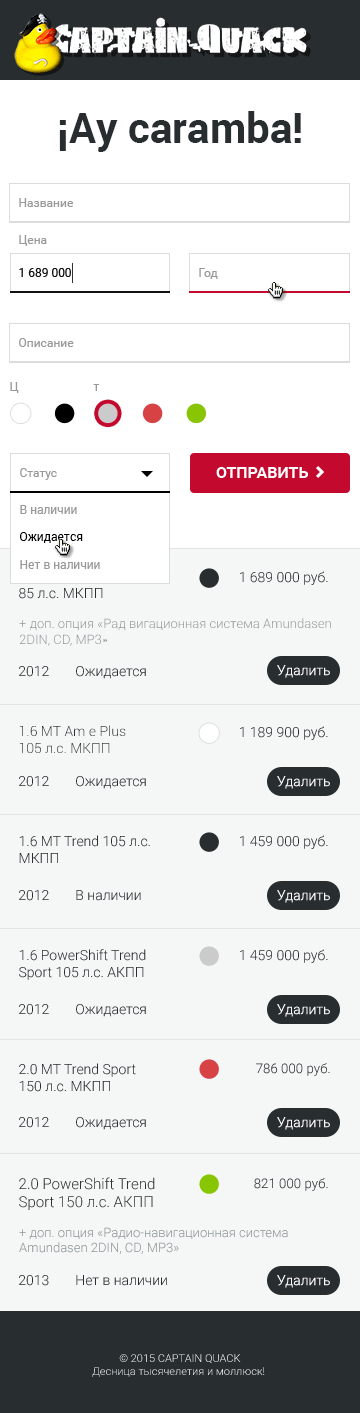 CAPTAIN QUACK
¡Ay caramba!
Название
Цена
1 689 000
Год
Описание
Ц т
Статус
ОТПРАВИТЬ
В наличии
Ожидается
Нет в наличии
1 689 000 руб.
85 л.с. МКПП
+ доп. опция «Рад вигационная система Amundasen
2DIN, CD, MP3»
2012 Ожидается Удалить
1.6 MT Am e Plus 1 189 900 руб.
105 л.с. МКПП
2012 Ожидается Удалить
1.6 MT Trend 105 л.с. 1 459 000 руб.
МКПП
2012 В наличии Удалить
1.6 PowerShift Trend 1 459 000 руб.
Sport 105 л.с. АКПП
2012 Ожидается Удалить
2.0 MT Trend Sport 786 000 руб.
150 л.с. МКПП
2012 Ожидается Удалить
2.0 PowerShift Trend 821 000 руб.
Sport 150 л.с. АКПП
+ доп. опция «Радио-навигационная система
Amundasen 2DIN, CD, MP3»
2013 Нет в наличии Удалить
© 2015 CAPTAIN QUACK
Десница тысячелетия и моллюск!